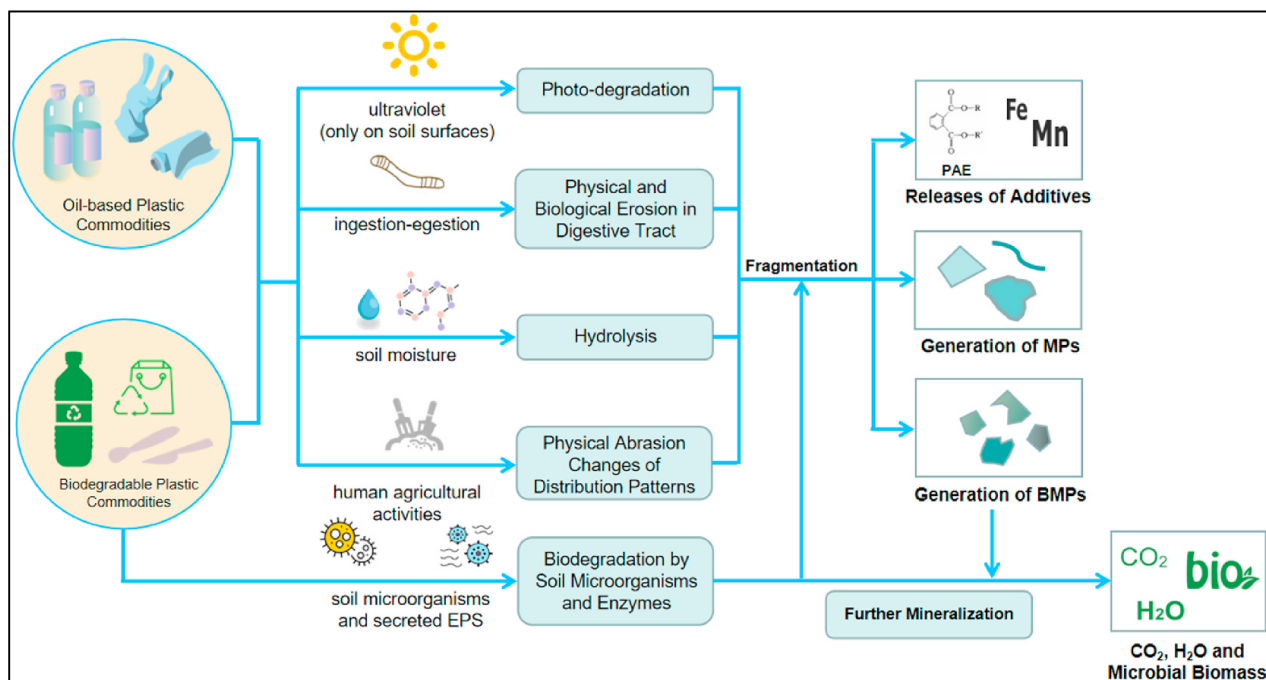 Oil-based Plastic
Commodities
Biodegradable Plastic
Commodities
ultraviolet
(only on soil surfaces)
ingestion-egestion
soil moisture
human agricultural
activities
soil microorganisms
and secreted EPS
Photo-degradation
Physical and
Biological Erosion in
Digestive Tract
Hydrolysis
Physical Abrasion
Changes of
Distribution Patterns
Biodegradation by
Soil Microorganisms
and Enzymes
Fragmentation
O
C—O—R
C—O—R'
O
PAE
Fe
Mn
Releases of Additives
Generation of MPs
Generation of BMPs
Further Mineralization
CO₂
bio
H₂O
CO₂, H₂O and
Microbial Biomass